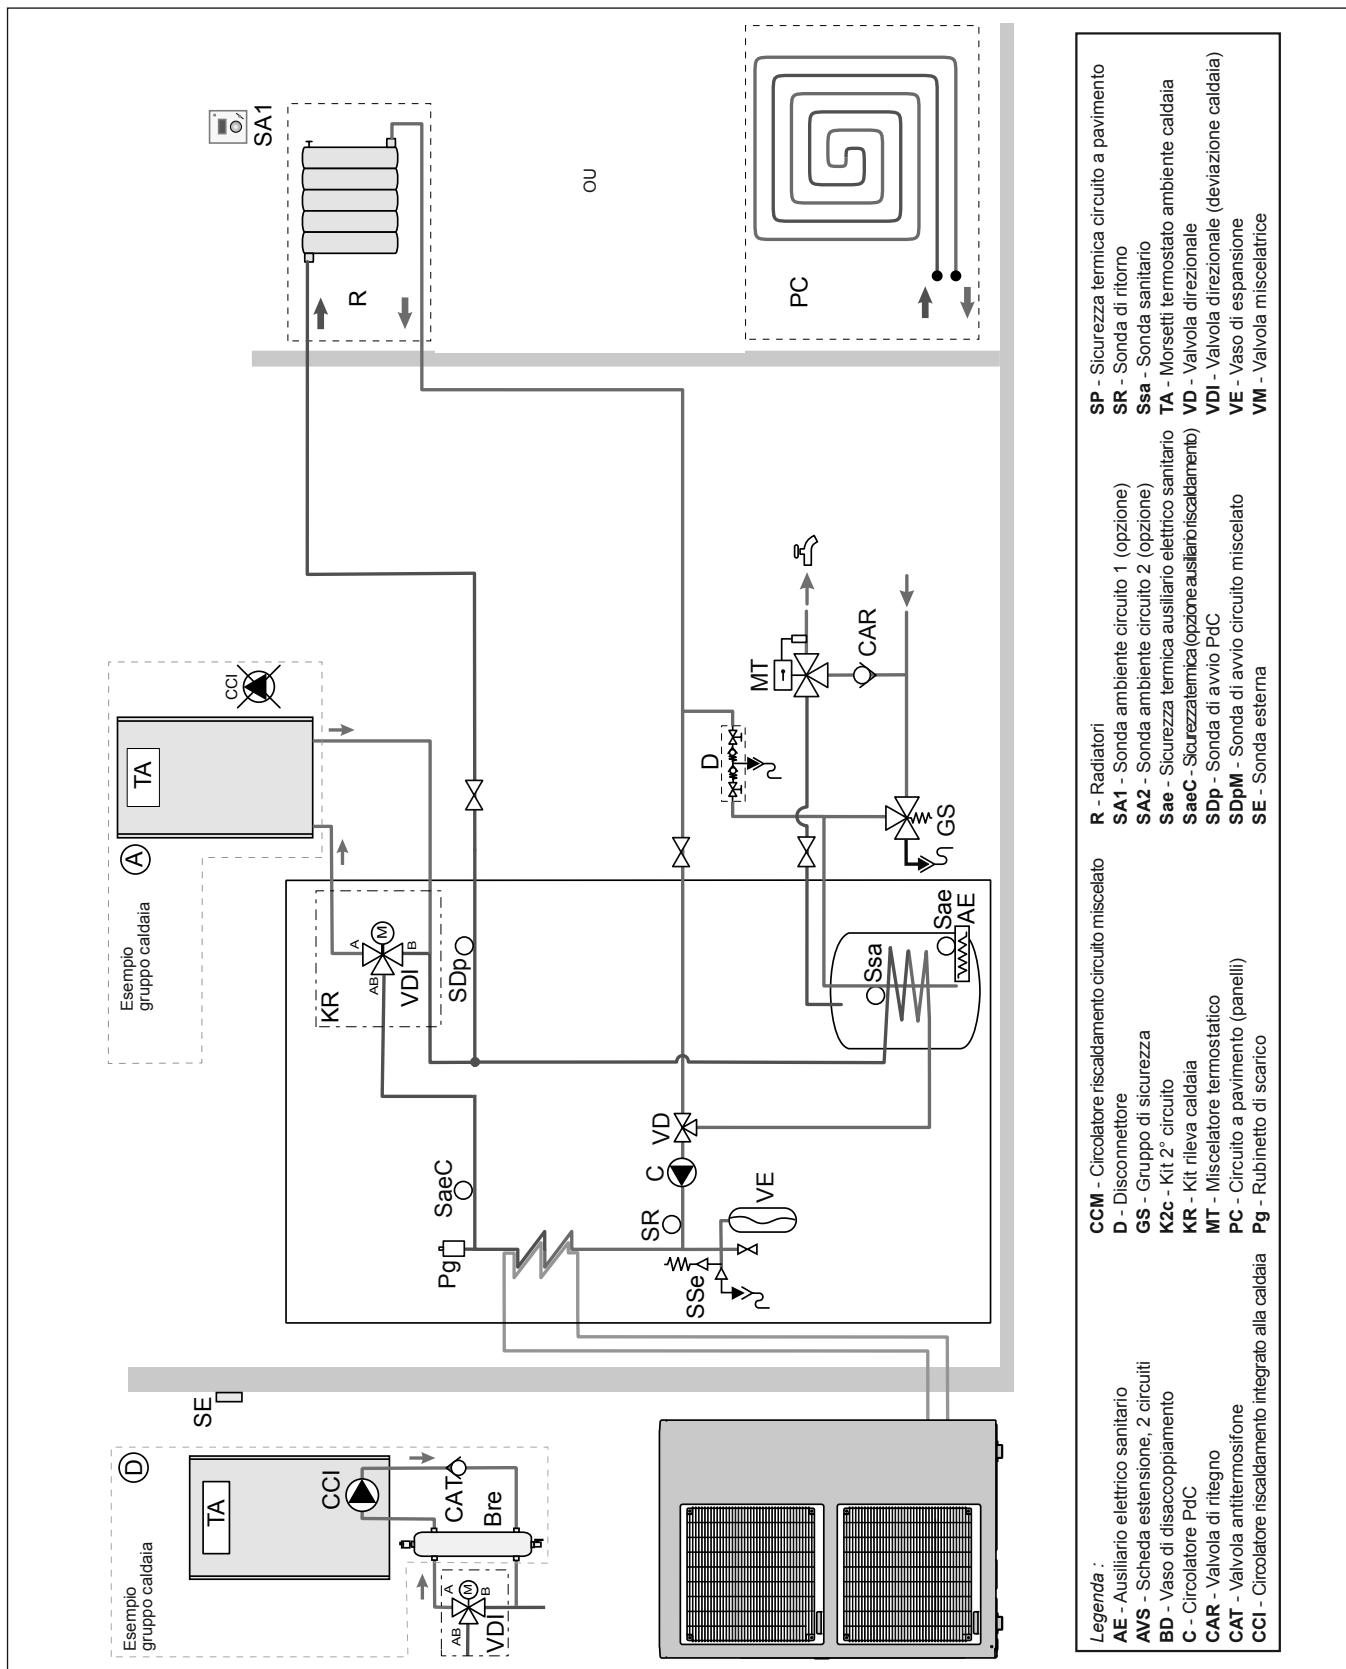 Esempio
gruppo caldaia
D
TA
CCI
CAT
Bre
A
AB
M
B
VDI
SE
Esempio
gruppo caldaia
A
TA
CCI
KR
A
AB
M
B
VDI
SDp
SaeC
Pg
SR
C
VD
SSe
VE
Ssa
Sae
AE
D
GS
MT
CAR
SA1
R
OU
PC
Legenda :
AE - Ausiliario elettrico sanitario
AVS - Scheda estensione, 2 circuiti
BD - Vaso di disaccoppiamento
C - Circolatore PdC
CAR - Valvola di ritegno
CAT - Valvola antitermosifone
CCI - Circolatore riscaldamento integrato alla caldaia
CCM - Circolatore riscaldamento circuito miscelato
D - Disconnettore
GS - Gruppo di sicurezza
K2c - Kit 2° circuito
KR - Kit rileva caldaia
MT - Miscelatore termostatico
PC - Circuito a pavimento (panelli)
Pg - Rubinetto di scarico
R - Radiatori
SA1 - Sonda ambiente circuito 1 (opzione)
SA2 - Sonda ambiente circuito 2 (opzione)
Sae - Sicurezza termica ausiliario elettrico sanitario
SaeC - Sicurezza termica (opzione ausiliario riscaldamento)
SDp - Sonda di avvio PdC
SDpM - Sonda di avvio circuito miscelato
SE - Sonda esterna
SP - Sicurezza termica circuito a pavimento
SR - Sonda di ritorno
Ssa - Sonda sanitario
TA - Morsetti termostato ambiente caldaia
VD - Valvola direzionale
VDI - Valvola direzionale (deviazione caldaia)
VE - Vaso di espansione
VM - Valvola miscelatrice